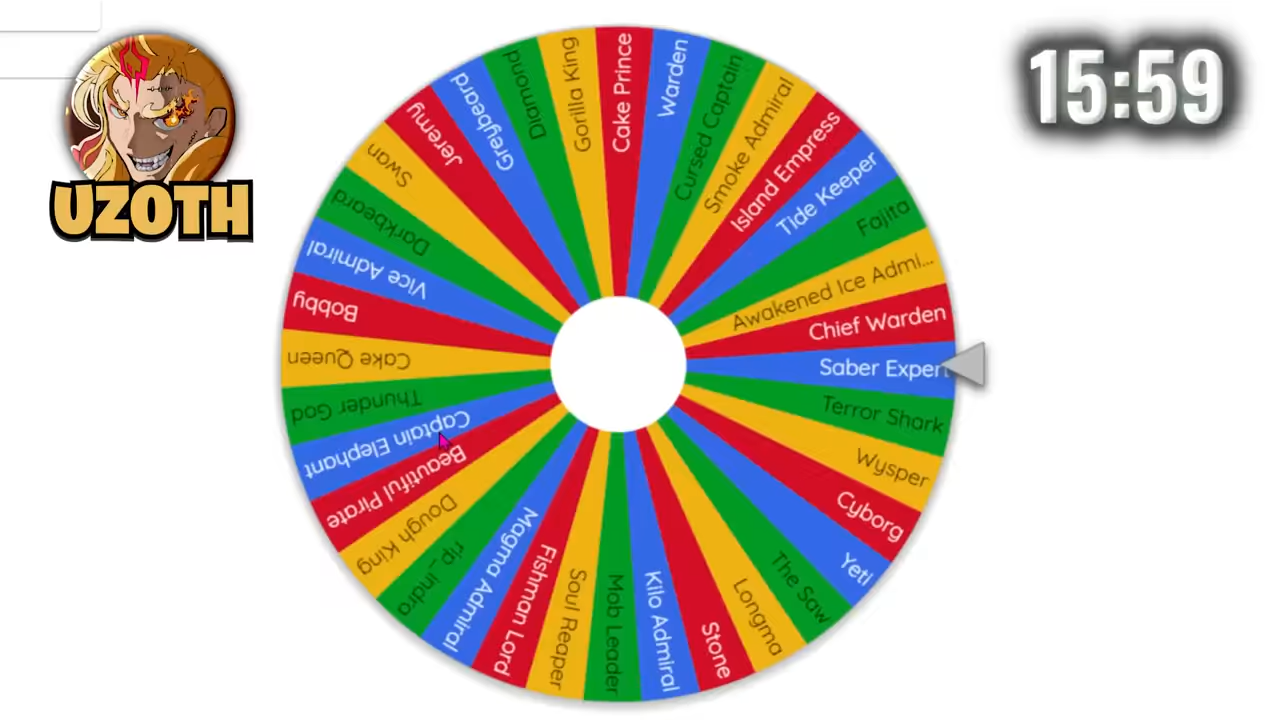 UZOTH
15:59
Cake Prince
Warden
Cursed Captain
Smoke Admiral
Island Empress
Tide Keeper
Fajita
Awakened Ice Admi...
Chief Warden
Saber Expert
Terror Shark
Wysper
Cyborg
Yeti
The Saw
Longma
Stone
Kilo Admiral
Mob Leader
Soul Reaper
Fishman Lord
Magma Admiral
rip_indra
Dough King
Beautiful Pirate
Captain Elephant
Thunder God
Cake Queen
Bobby
Vice Admiral
Darkbeard
Swan
Jeremy
Greybeard
Diamond
Gorilla King